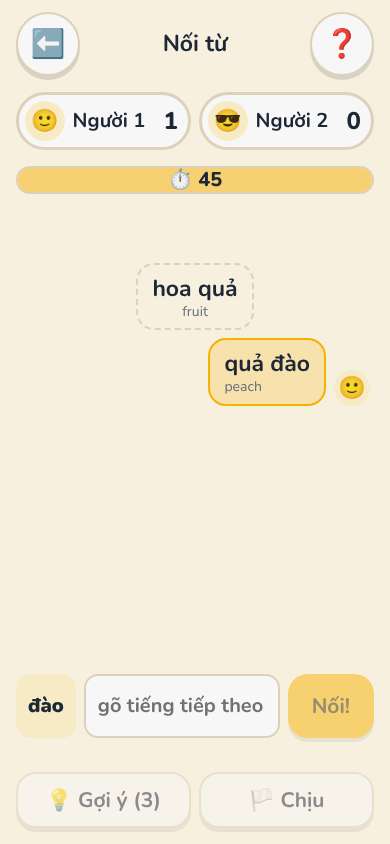 Nối từ
Người 1 1
Người 2 0
45
hoa quả
fruit
quả đào
peach
đào
gõ tiếng tiếp theo
Nối!
Gợi ý (3)
Chịu